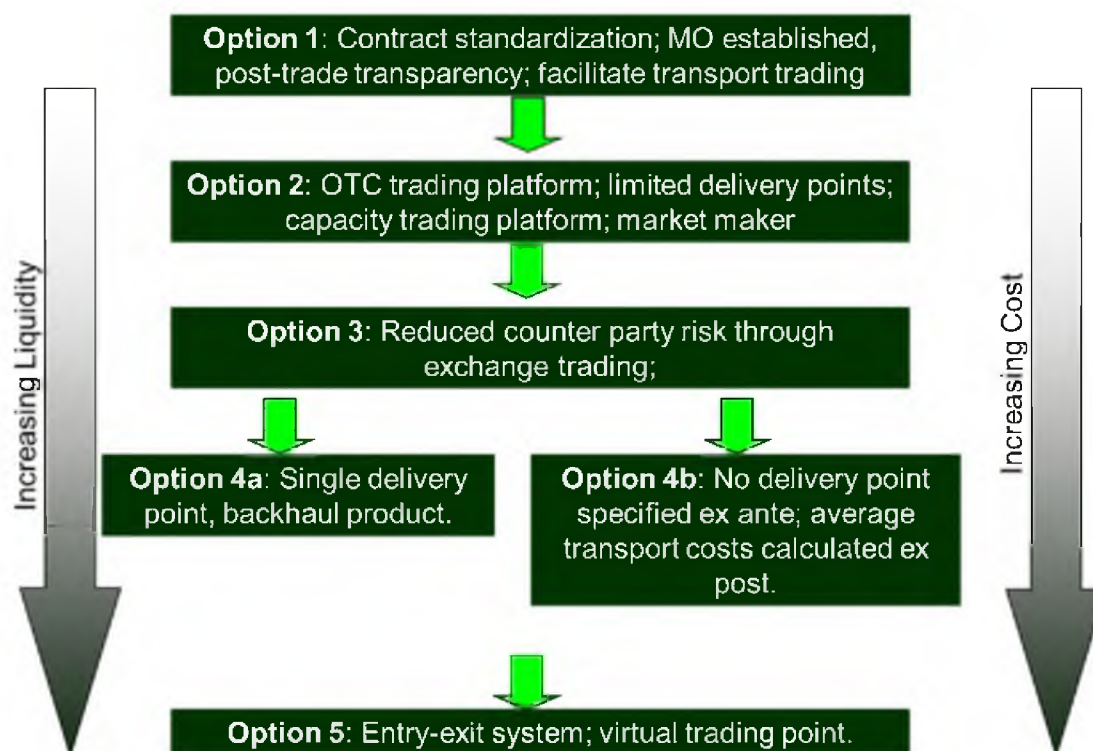 Option 1: Contract standardization; MO established,
post-trade transparency; facilitate transport trading
Option 2: OTC trading platform; limited delivery points;
capacity trading platform; market maker
Increasing Liquidity
Increasing Cost
Option 3: Reduced counter party risk through
exchange trading;
Option 4a: Single delivery
point, backhaul product.
Option 4b: No delivery point
specified ex ante; average
transport costs calculated ex
post.
Option 5: Entry-exit system; virtual trading point.